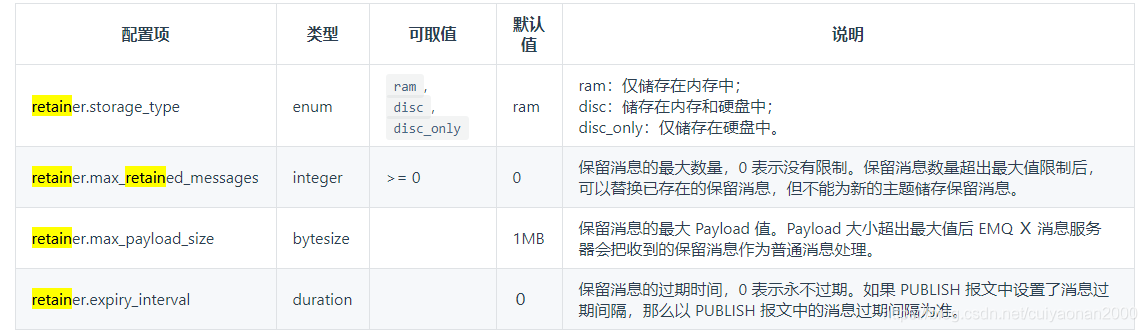 配置项 类型 可取值 默认值 说明
retainer.storage_type enum ram, disc, disc_only ram ram：仅储存在内存中；
disc：储存在内存和硬盘中；
disc_only：仅储存在硬盘中。
retainer.max_retained_messages integer >= 0 0 保留消息的最大数量，0 表示没有限制。保留消息数量超出最大值限制后，
可以替换已存在的保留消息，但不能为新的主题储存保留消息。
retainer.max_payload_size bytesize 1MB 保留消息的最大 Payload 值。Payload 大小超出最大值后 EMQ X 消息服务
器会把收到的保留消息作为普通消息处理。
retainer.expiry_interval duration 0 保留消息的过期时间，0 表示永不过期。如果 PUBLISH 报文中设置了消息过
期间隔，那么以 PUBLISH 报文中的消息过期间隔为准。
blog.csdn.net/cuiyaonan2000